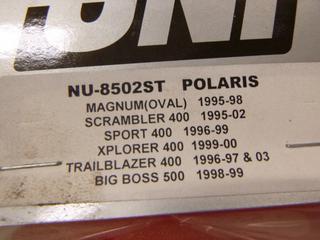 UNI
NU-8502ST POLARIS
MAGNUM(OVAL) 1995-98
SCRAMBLER 400 1995-02
SPORT 400 1996-99
XPLORER 400 1999-00
TRAILBLAZER 400 1996-97 & 03
BIG BOSS 500 1998-99